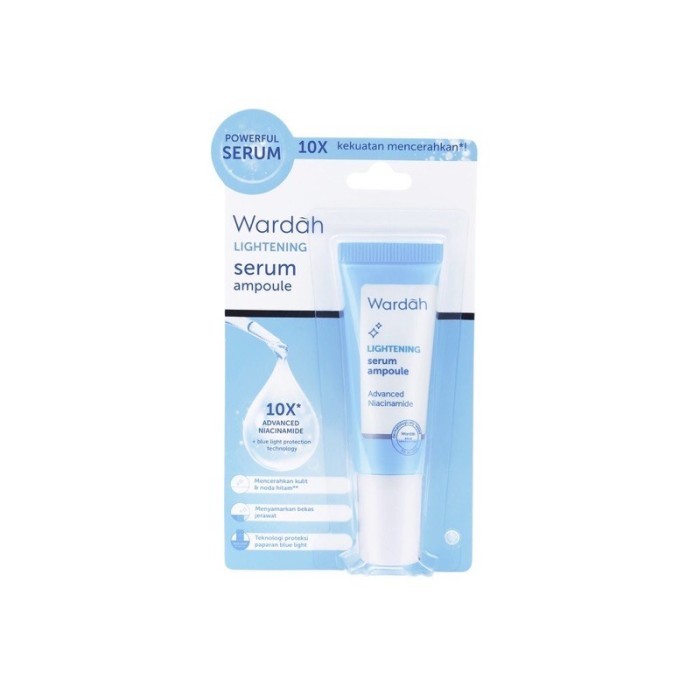 POWERFUL
SERUM
10X kekuatan mencerahkan*!
Wardah
LIGHTENING
serum
ampoule
10X*
ADVANCED
NIACINAMIDE
+ blue light protection
technology
Mencerahkan kulit
& noda hitam**
Menyamarkan bekas
jerawat
Teknologi proteksi
paparan blue light
Wardah
LIGHTENING
serum
ampoule
Advanced
Niacinamide